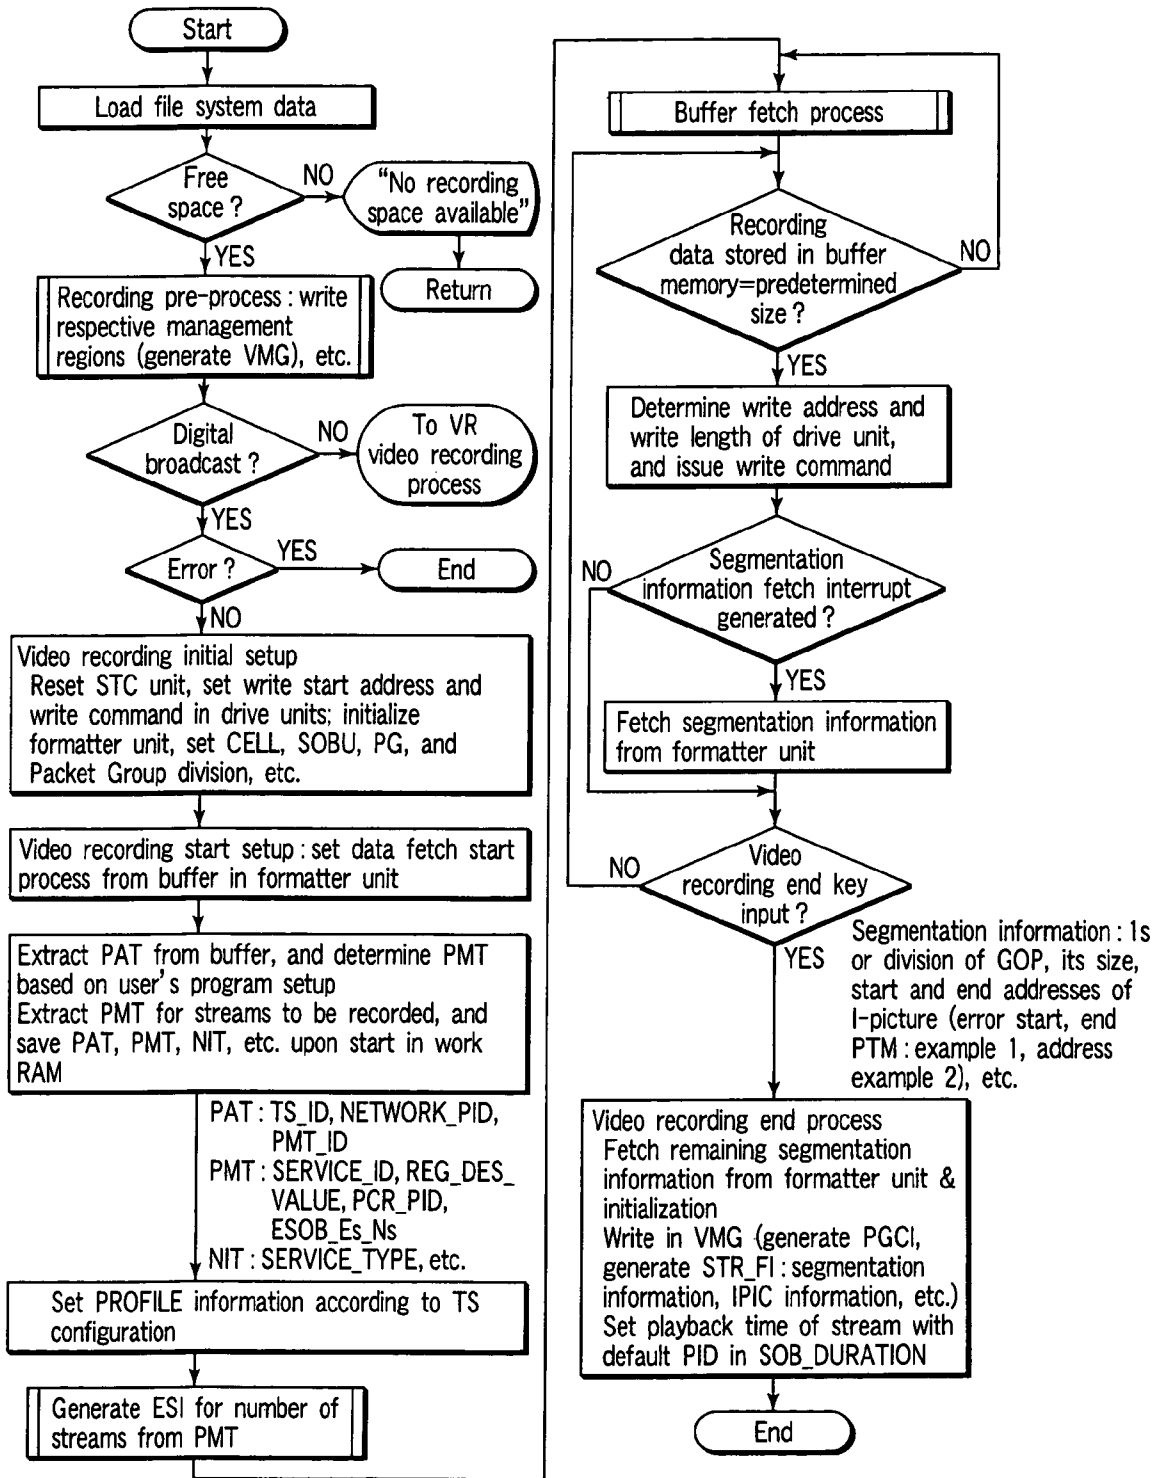 Start
Load file system data
Free
space ?
NO
"No recording
space available"
Return
YES
Recording pre-process : write
respective management
regions (generate VMG), etc.
Digital
broadcast ?
NO
To VR
video recording
process
YES
Error ?
YES
End
NO
Video recording initial setup
Reset STC unit, set write start address and
write command in drive units; initialize
formatter unit, set CELL, SOBU, PG, and
Packet Group division, etc.
Video recording start setup : set data fetch start
process from buffer in formatter unit
Extract PAT from buffer, and determine PMT
based on user's program setup
Extract PMT for streams to be recorded, and
save PAT, PMT, NIT, etc. upon start in work
RAM
PAT : TS_ID, NETWORK_PID,
PMT_ID
PMT : SERVICE_ID, REG_DES_
VALUE, PCR_PID,
ESOB_Es_Ns
NIT : SERVICE_TYPE, etc.
Set PROFILE information according to TS
configuration
Generate ESI for number of
streams from PMT
Buffer fetch process
Recording
data stored in buffer
memory=predetermined
size ?
NO
YES
Determine write address and
write length of drive unit,
and issue write command
Segmentation
information fetch interrupt
generated ?
NO
YES
Fetch segmentation information
from formatter unit
Video
recording end key
input ?
NO
YES
Segmentation information : 1s
or division of GOP, its size,
start and end addresses of
I-picture (error start, end
PTM : example 1, address
example 2), etc.
Video recording end process
Fetch remaining segmentation
information from formatter unit &
initialization
Write in VMG (generate PGCI,
generate STR_FI : segmentation
information, IPIC information, etc.)
Set playback time of stream with
default PID in SOB_DURATION
End